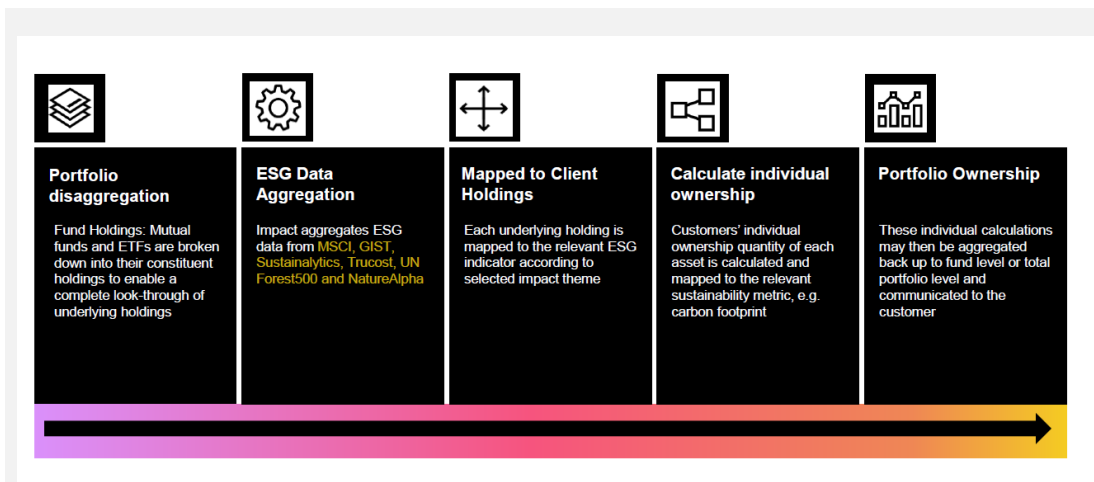 Portfolio
disaggregation
Fund Holdings: Mutual
funds and ETFs are broken
down into their constituent
holdings to enable a
complete look-through of
underlying holdings
ESG Data
Aggregation
Impact aggregates ESG
data from MSCI, GIST,
Sustainalytics, Trucost, UN
Forest500 and NatureAlpha
Mapped to Client
Holdings
Each underlying holding is
mapped to the relevant ESG
indicator according to
selected impact theme
Calculate individual
ownership
Customers' individual
ownership quantity of each
asset is calculated and
mapped to the relevant
sustainability metric, e.g.
carbon footprint
Portfolio Ownership
These individual calculations
may then be aggregated
back up to fund level or total
portfolio level and
communicated to the
customer